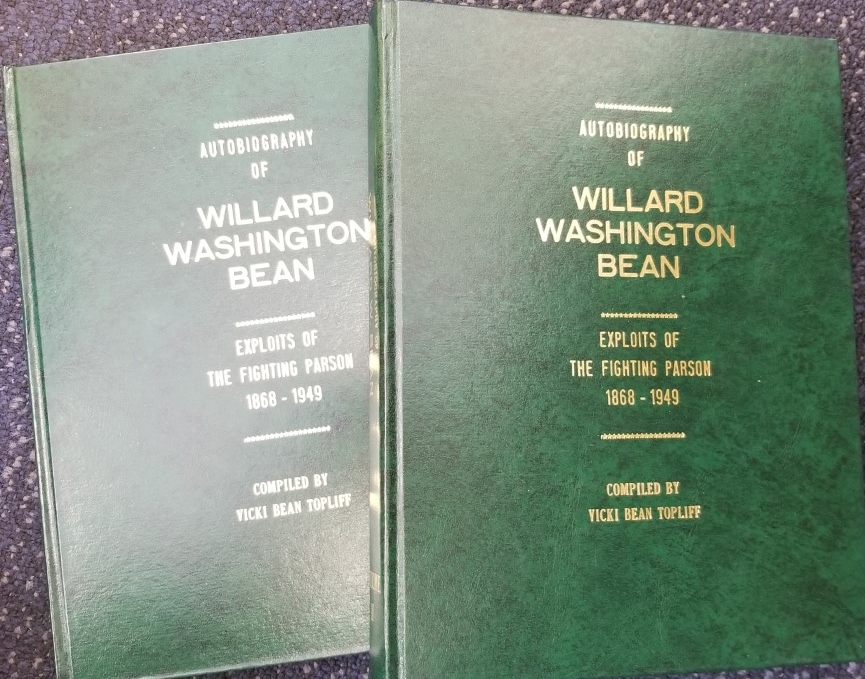 AUTOBIOGRAPHY
OF
WILLARD
WASHINGTON
BEAN
EXPLOITS OF
THE FIGHTING PARSON
1868 - 1949
COMPILED BY
VICKI BEAN TOPLIFF
AUTOBIOGRAPHY
OF
WILLARD
WASHINGTON
BEAN
EXPLOITS OF
THE FIGHTING PARSON
1868 - 1949
COMPILED BY
VICKI BEAN TOPLIFF